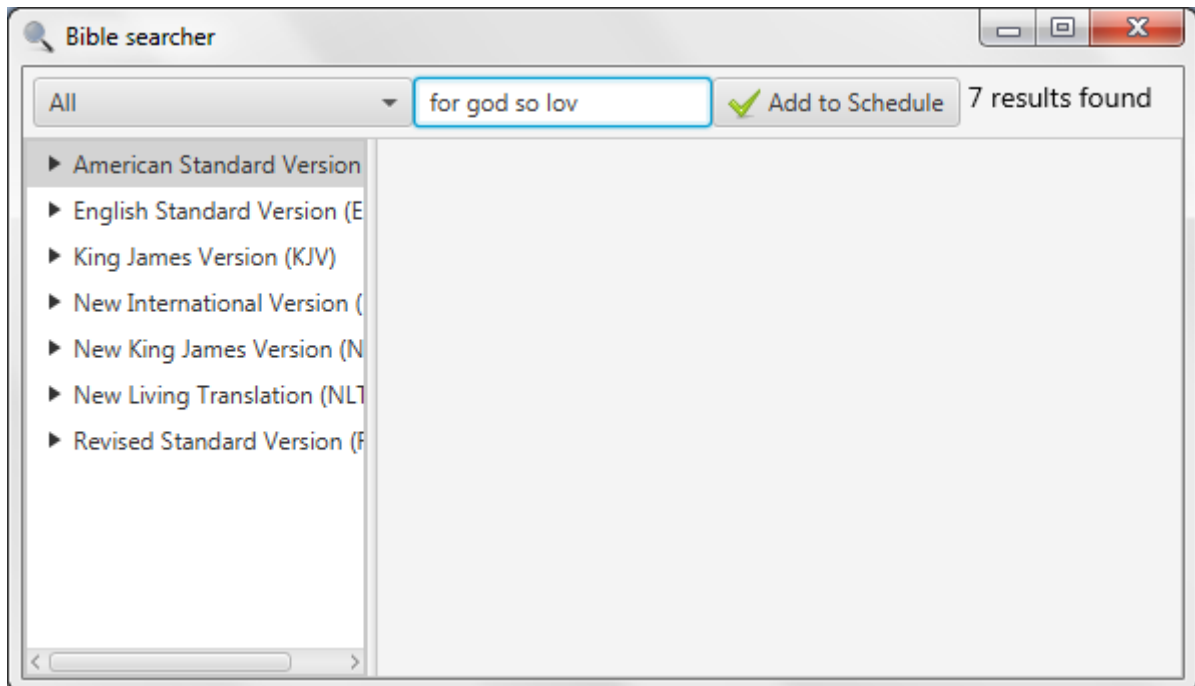 Bible searcher
All for god so lov Add to Schedule 7 results found
American Standard Version
English Standard Version (E
King James Version (KJV)
New International Version (
New King James Version (N
New Living Translation (NLT
Revised Standard Version (R